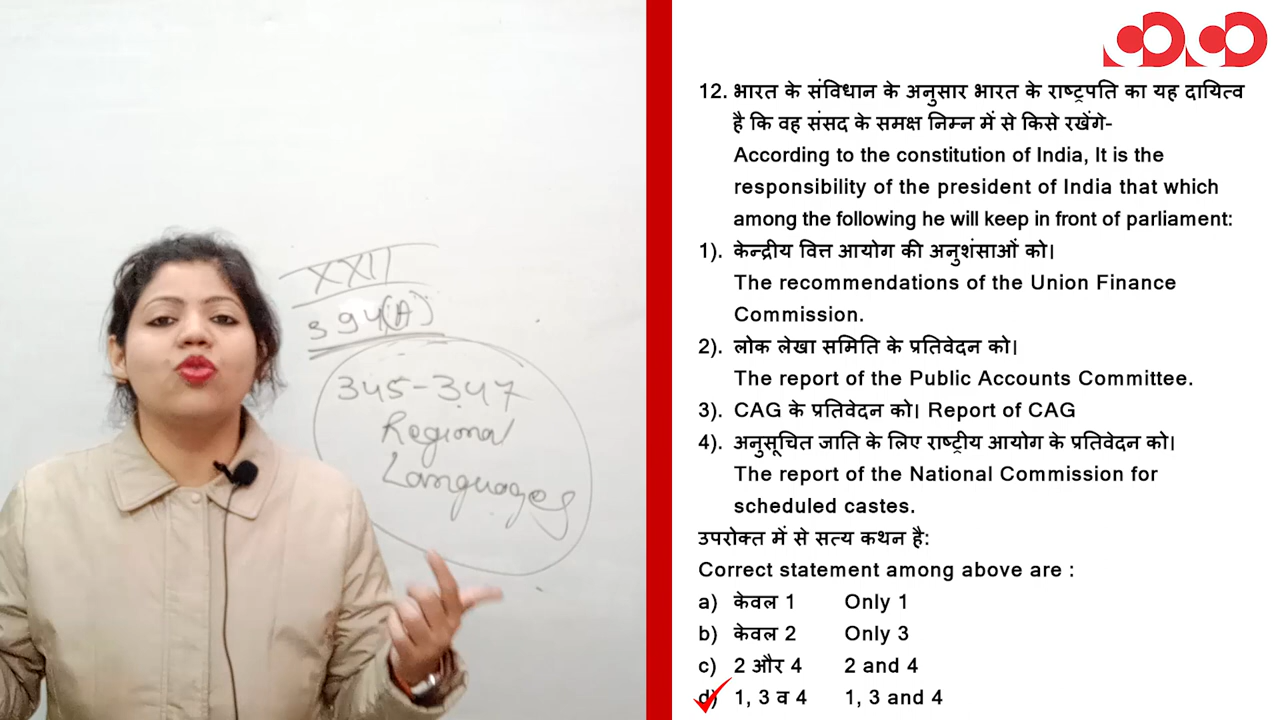 XXII
394(A)
345-347
Regional
Languages
12. भारत के संविधान के अनुसार भारत के राष्ट्रपति का यह दायित्व
है कि वह संसद के समक्ष निम्न में से किसे रखेंगे-
According to the constitution of India, It is the
responsibility of the president of India that which
among the following he will keep in front of parliament:
1). केन्द्रीय वित्त आयोग की अनुशंसाओं को।
The recommendations of the Union Finance
Commission.
2). लोक लेखा समिति के प्रतिवेदन को।
The report of the Public Accounts Committee.
3). CAG के प्रतिवेदन को। Report of CAG
4). अनुसूचित जाति के लिए राष्ट्रीय आयोग के प्रतिवेदन को।
The report of the National Commission for
scheduled castes.
उपरोक्त में से सत्य कथन है:
Correct statement among above are :
a) केवल 1 Only 1
b) केवल 2 Only 3
c) 2 और 4 2 and 4
d) 1, 3 व 4 1, 3 and 4